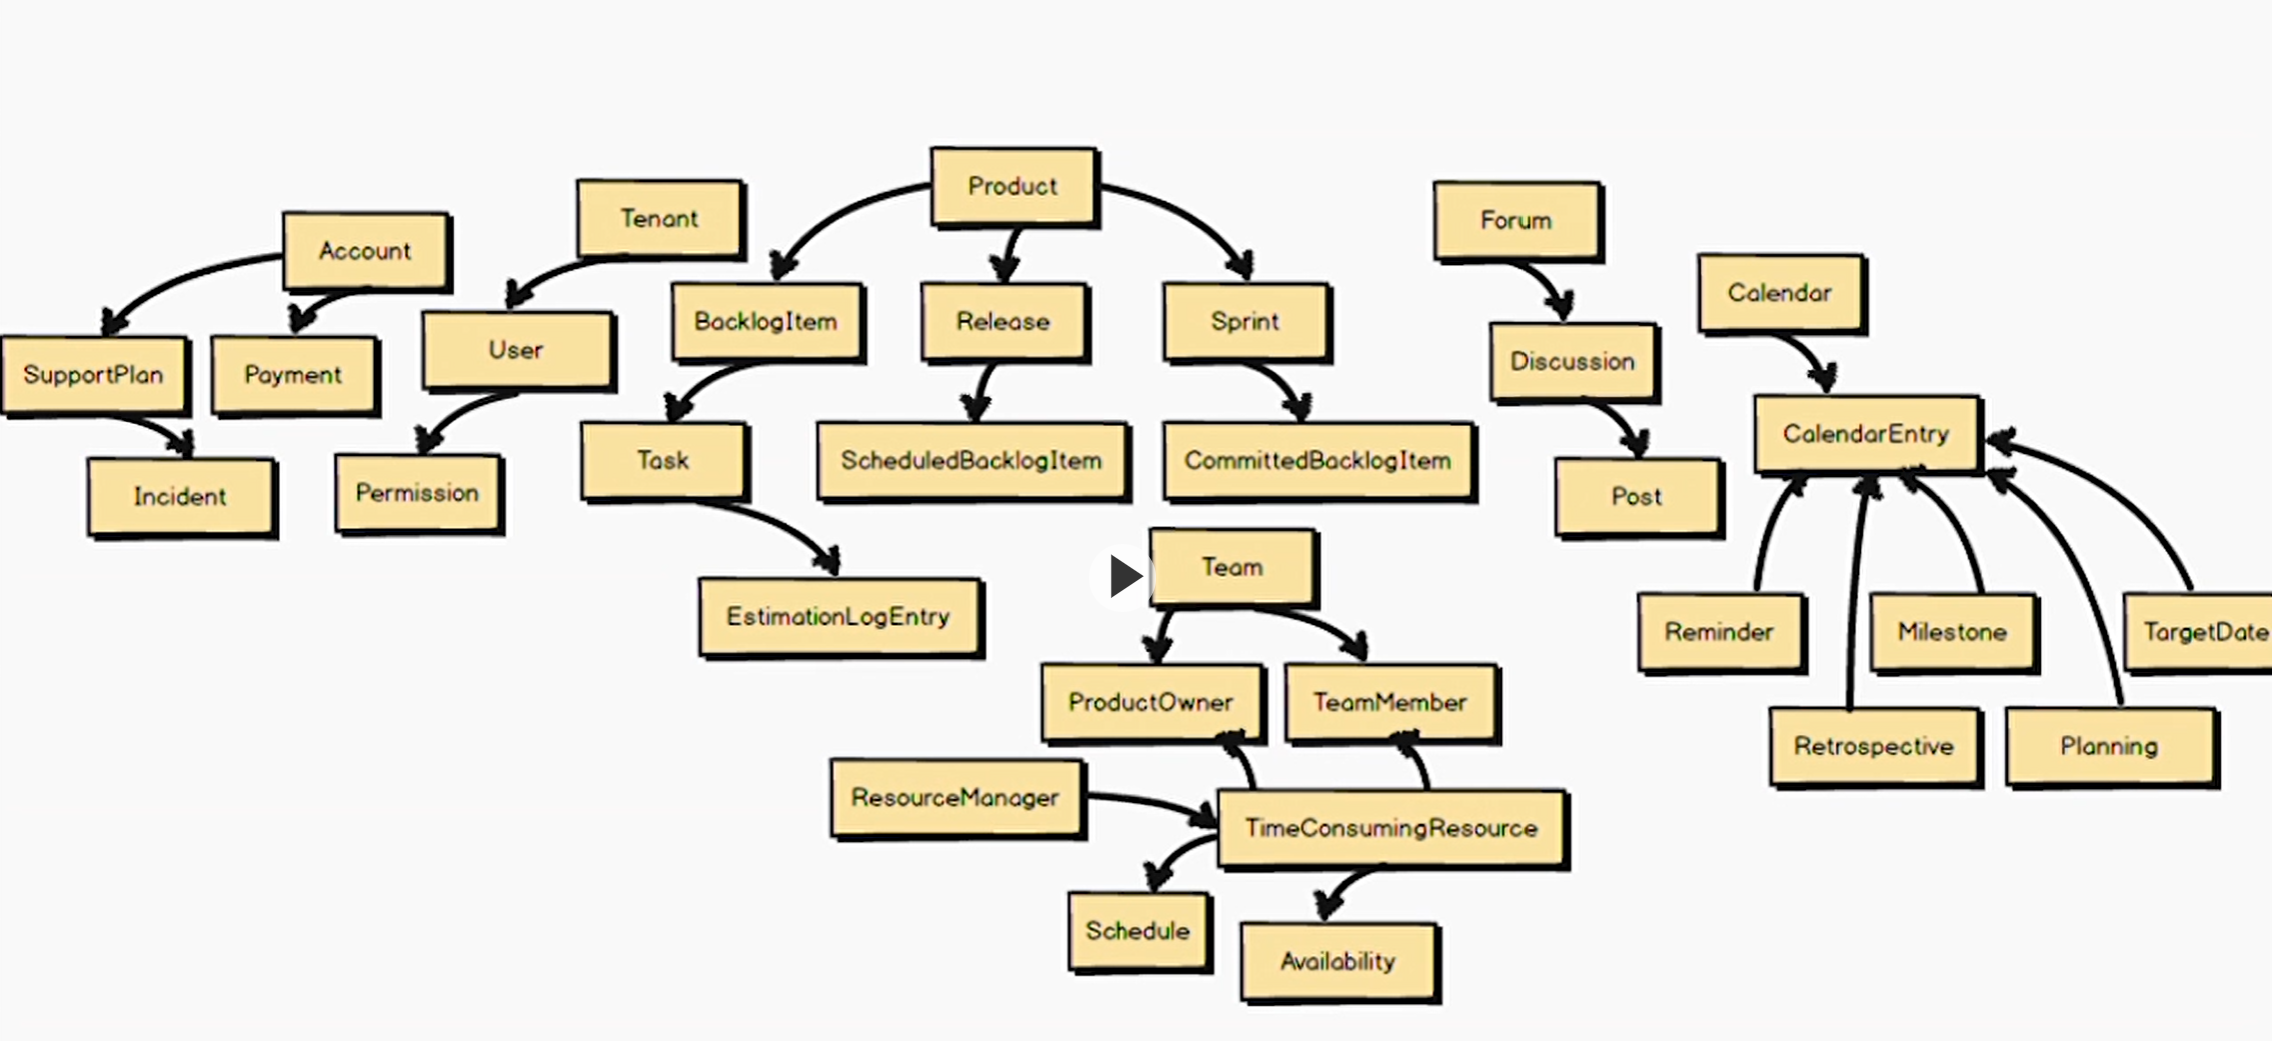 Product
Tenant
Forum
Account
Calendar
BacklogItem
Release
Sprint
User
Discussion
SupportPlan
Payment
CalendarEntry
Task
ScheduledBacklogItem
CommittedBacklogItem
Permission
Incident
Post
Team
EstimationLogEntry
Reminder
Milestone
TargetDate
ProductOwner
TeamMember
Retrospective
Planning
ResourceManager
TimeConsumingResource
Schedule
Availability